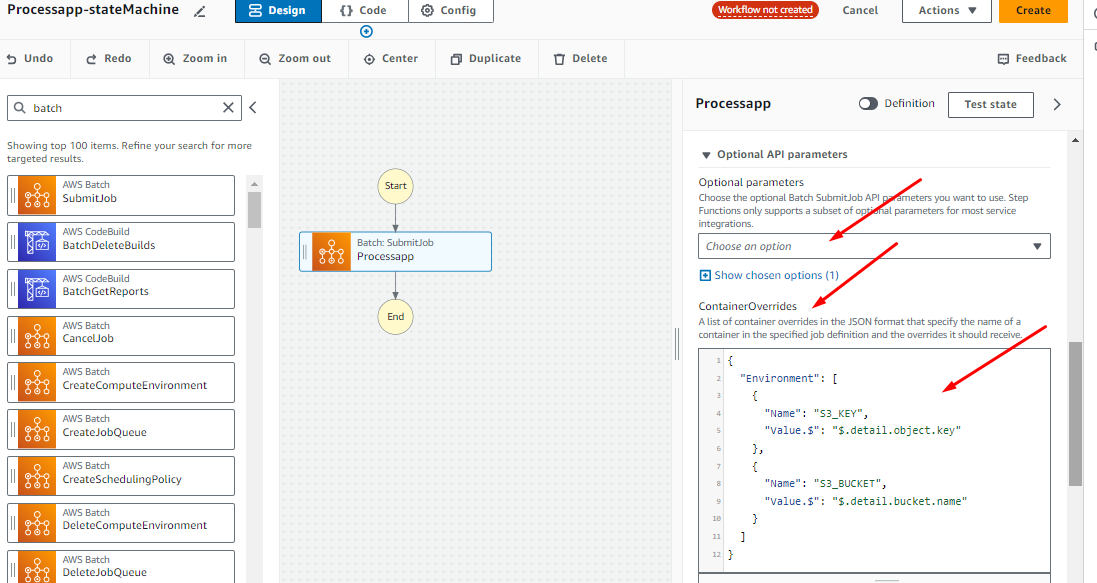 Processapp-stateMachine
Design
{} Code
Config
Workflow not created
Cancel
Actions
Create
Undo
Redo
Zoom in
Zoom out
Center
Duplicate
Delete
Feedback
batch
Showing top 100 items. Refine your search for more
targeted results.
AWS Batch
SubmitJob
AWS CodeBuild
BatchDeleteBuilds
AWS CodeBuild
BatchGetReports
AWS Batch
CancelJob
AWS Batch
CreateComputeEnvironment
AWS Batch
CreateJobQueue
AWS Batch
CreateSchedulingPolicy
AWS Batch
DeleteComputeEnvironment
AWS Batch
DeleteJobQueue
Start
Batch: SubmitJob
Processapp
End
Processapp
Definition
Test state
Optional API parameters
Optional parameters
Choose the optional Batch SubmitJob API parameters you want to use. Step
Functions only supports a subset of optional parameters for most service
integrations.
Choose an option
Show chosen options (1)
ContainerOverrides
A list of container overrides in the JSON format that specify the name of a
container in the specified job definition and the overrides it should receive.
1 {
2 "Environment": [
3 {
4 "Name": "S3_KEY",
5 "Value.$": "$.detail.object.key"
6 },
7 {
8 "Name": "S3_BUCKET",
9 "Value.$": "$.detail.bucket.name"
10 }
11 ]
12 }